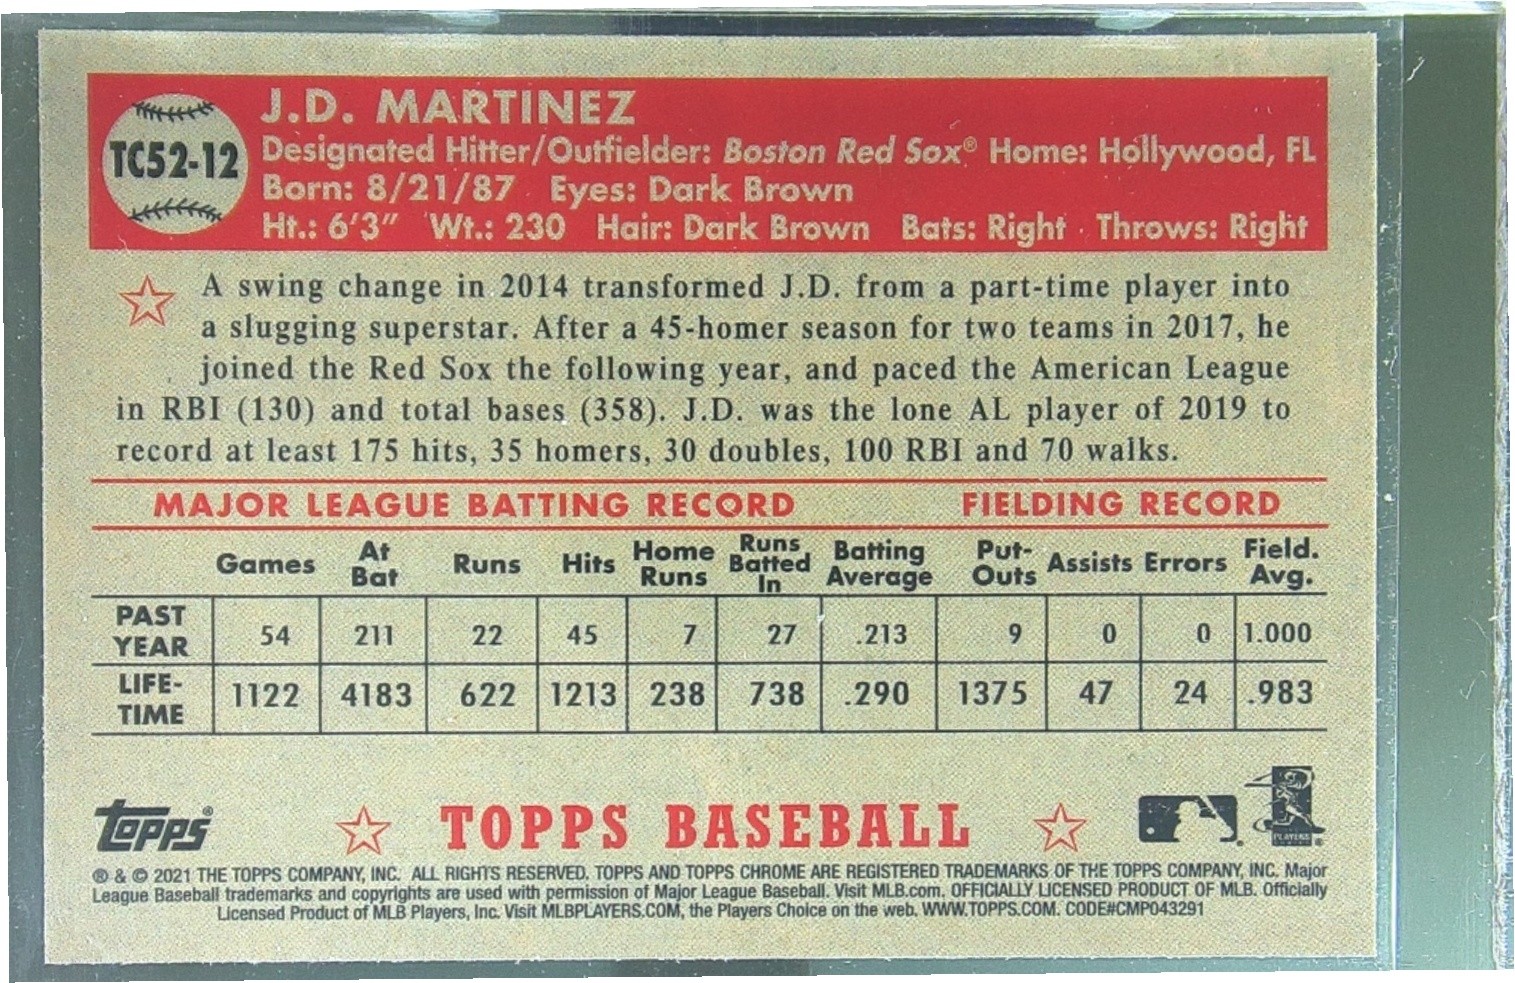 TC52-12
J.D. MARTINEZ
Designated Hitter/Outfielder: Boston Red Sox® Home: Hollywood, FL
Born: 8/21/87 Eyes: Dark Brown
Ht.: 6'3" Wt.: 230 Hair: Dark Brown Bats: Right Throws: Right
A swing change in 2014 transformed J.D. from a part-time player into
a slugging superstar. After a 45-homer season for two teams in 2017, he
joined the Red Sox the following year, and paced the American League
in RBI (130) and total bases (358). J.D. was the lone AL player of 2019 to
record at least 175 hits, 35 homers, 30 doubles, 100 RBI and 70 walks.
MAJOR LEAGUE BATTING RECORD FIELDING RECORD
Games At Bat Runs Hits Home Runs Runs Batted In Batting Average Put-Outs Assists Errors Field. Avg.
PAST YEAR 54 211 22 45 7 27 .213 9 0 0 1.000
LIFE-TIME 1122 4183 622 1213 238 738 .290 1375 47 24 .983
Topps® TOPPS BASEBALL PLAYERS
® & © 2021 THE TOPPS COMPANY, INC. ALL RIGHTS RESERVED. TOPPS AND TOPPS CHROME ARE REGISTERED TRADEMARKS OF THE TOPPS COMPANY, INC. Major
League Baseball trademarks and copyrights are used with permission of Major League Baseball. Visit MLB.com. OFFICIALLY LICENSED PRODUCT OF MLB. Officially
Licensed Product of MLB Players, Inc. Visit MLBPLAYERS.COM, the Players Choice on the web. WWW.TOPPS.COM. CODE#CMP043291